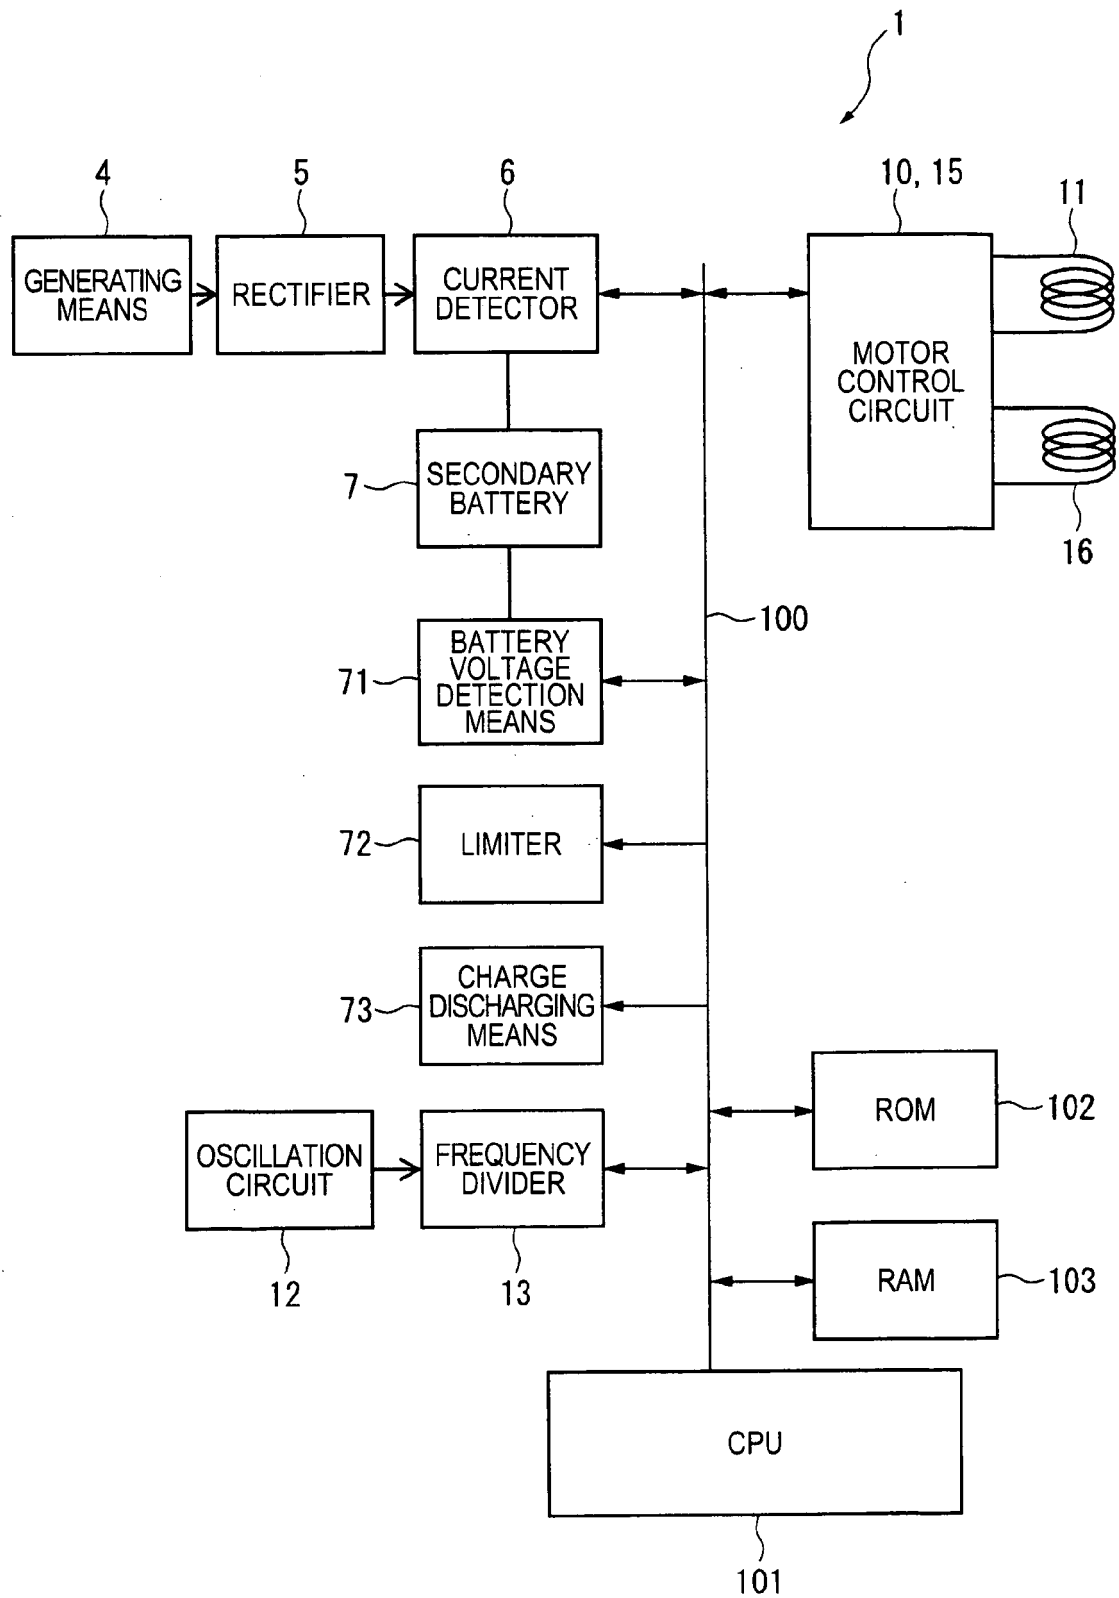 1
4
5
6
10, 15
11
GENERATING
MEANS
RECTIFIER
CURRENT
DETECTOR
MOTOR
CONTROL
CIRCUIT
7
SECONDARY
BATTERY
16
100
71
BATTERY
VOLTAGE
DETECTION
MEANS
72
LIMITER
73
CHARGE
DISCHARGING
MEANS
ROM
102
OSCILLATION
CIRCUIT
FREQUENCY
DIVIDER
12
13
RAM
103
CPU
101